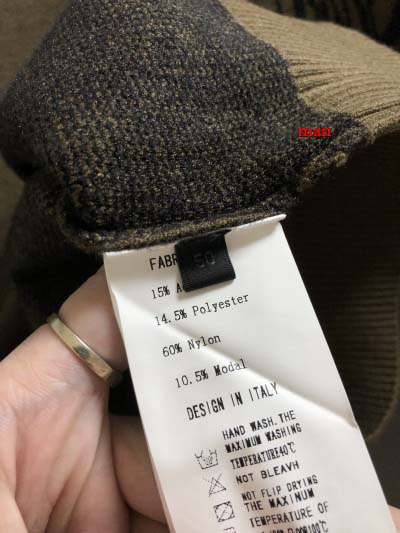 man
50
FABR
15% A
14.5% Polyester
60% Nylon
10.5% Modal
DESIGN IN ITALY
HAND WASH.THE
MAXIMUM WASHING
TEMPERATURE40℃
NOT BLEAVH
NOT FLIP DRYING
THE MAXINUM
TEMPERATURE OF